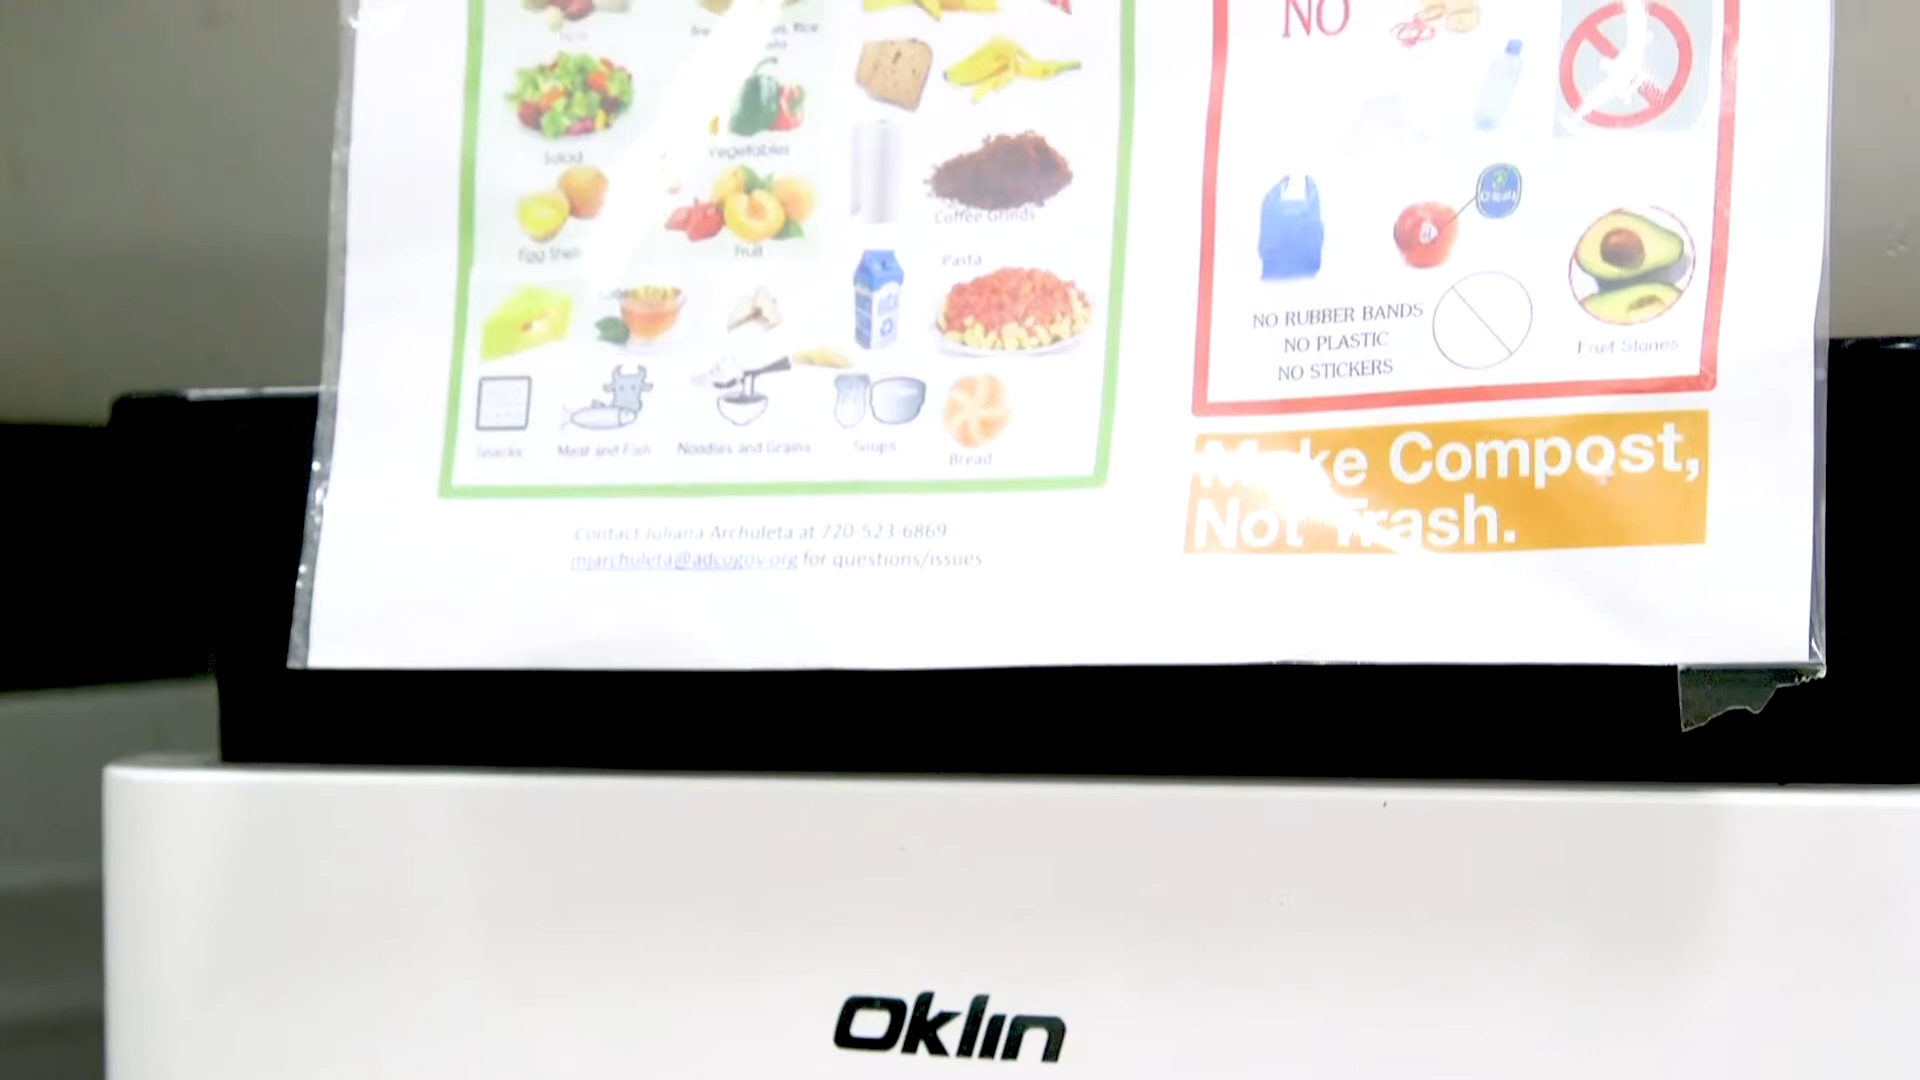 Salad
Vegetables
Coffee Grinds
Egg Shells
Fruit
Pasta
Snacks
Meat and Fish
Noodles and Grains
Soups
Bread
Contact Juliana Archuleta at 720-523-6869
mjarchuleta@adcogov.org for questions/issues
NO
NO RUBBER BANDS
NO PLASTIC
NO STICKERS
Fruit Stones
Make Compost,
Not Trash.
Oklin